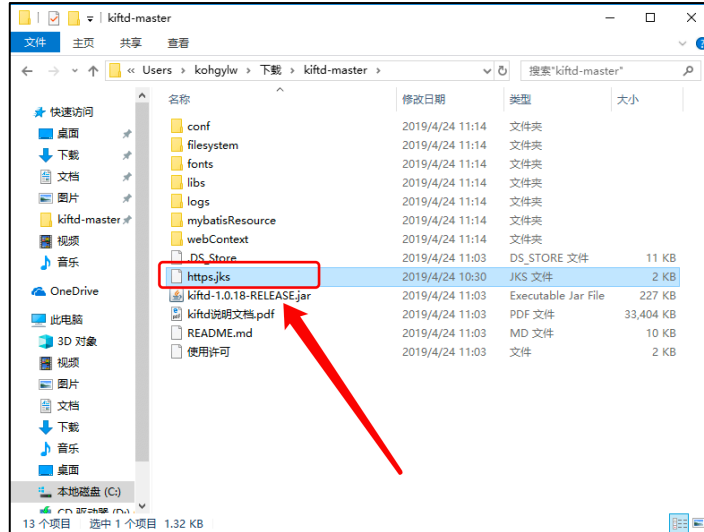 kiftd-master
文件 主页 共享 查看
« Users › kohgylw › 下载 › kiftd-master › 搜索"kiftd-master"
名称 修改日期 类型 大小
快速访问
桌面
下载
文档
图片
kiftd-master
视频
音乐
OneDrive
此电脑
3D 对象
视频
图片
文档
下载
音乐
桌面
本地磁盘 (C:)
CD 驱动器 (D:)
conf 2019/4/24 11:14 文件夹
filesystem 2019/4/24 11:14 文件夹
fonts 2019/4/24 11:14 文件夹
libs 2019/4/24 11:14 文件夹
logs 2019/4/24 11:14 文件夹
mybatisResource 2019/4/24 11:14 文件夹
webContext 2019/4/24 11:14 文件夹
.DS_Store 2019/4/24 11:03 DS_STORE 文件 11 KB
https.jks 2019/4/24 10:30 JKS 文件 2 KB
kiftd-1.0.18-RELEASE.jar 2019/4/24 11:03 Executable Jar File 227 KB
kiftd说明文档.pdf 2019/4/24 11:03 PDF 文件 33,404 KB
README.md 2019/4/24 11:03 MD 文件 10 KB
使用许可 2019/4/24 11:03 文件 2 KB
13 个项目 选中 1 个项目 1.32 KB